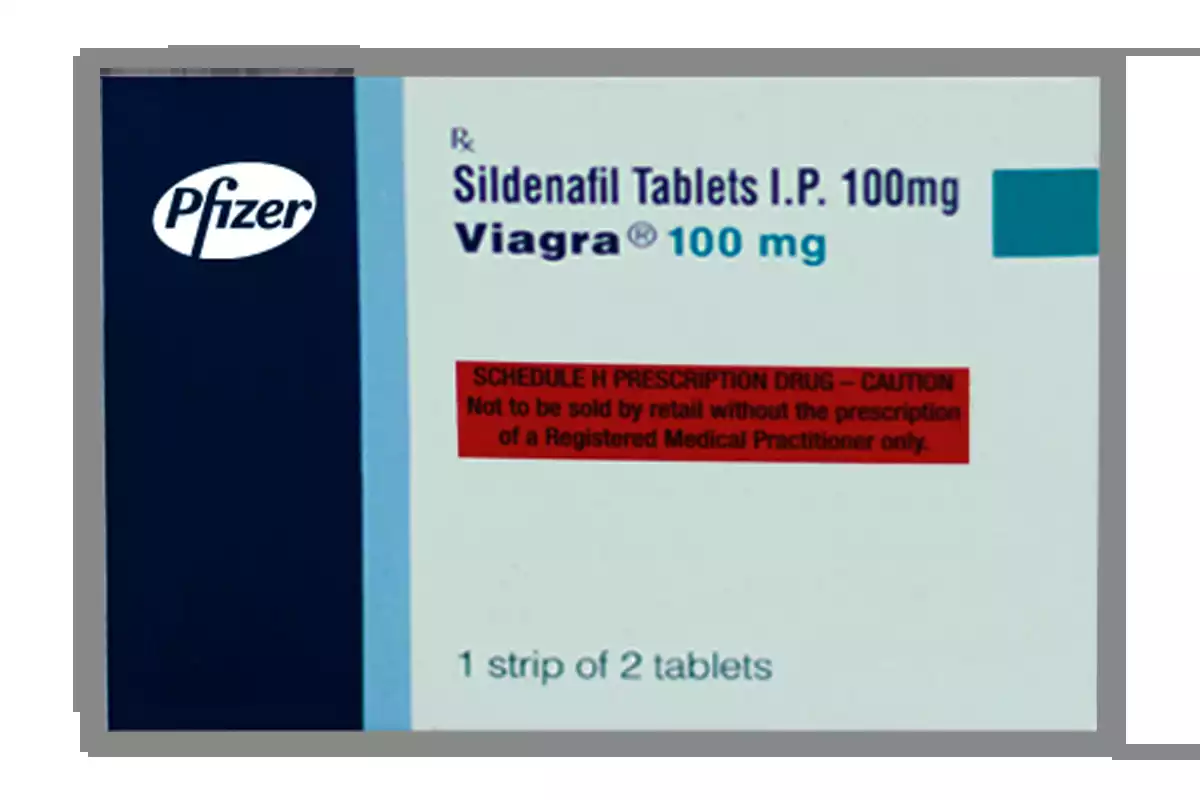 Pfizer
Rx
Sildenafil Tablets I.P. 100mg
Viagra® 100 mg
SCHEDULE H PRESCRIPTION DRUG – CAUTION
Not to be sold by retail without the prescription
of a Registered Medical Practitioner only.
1 strip of 2 tablets